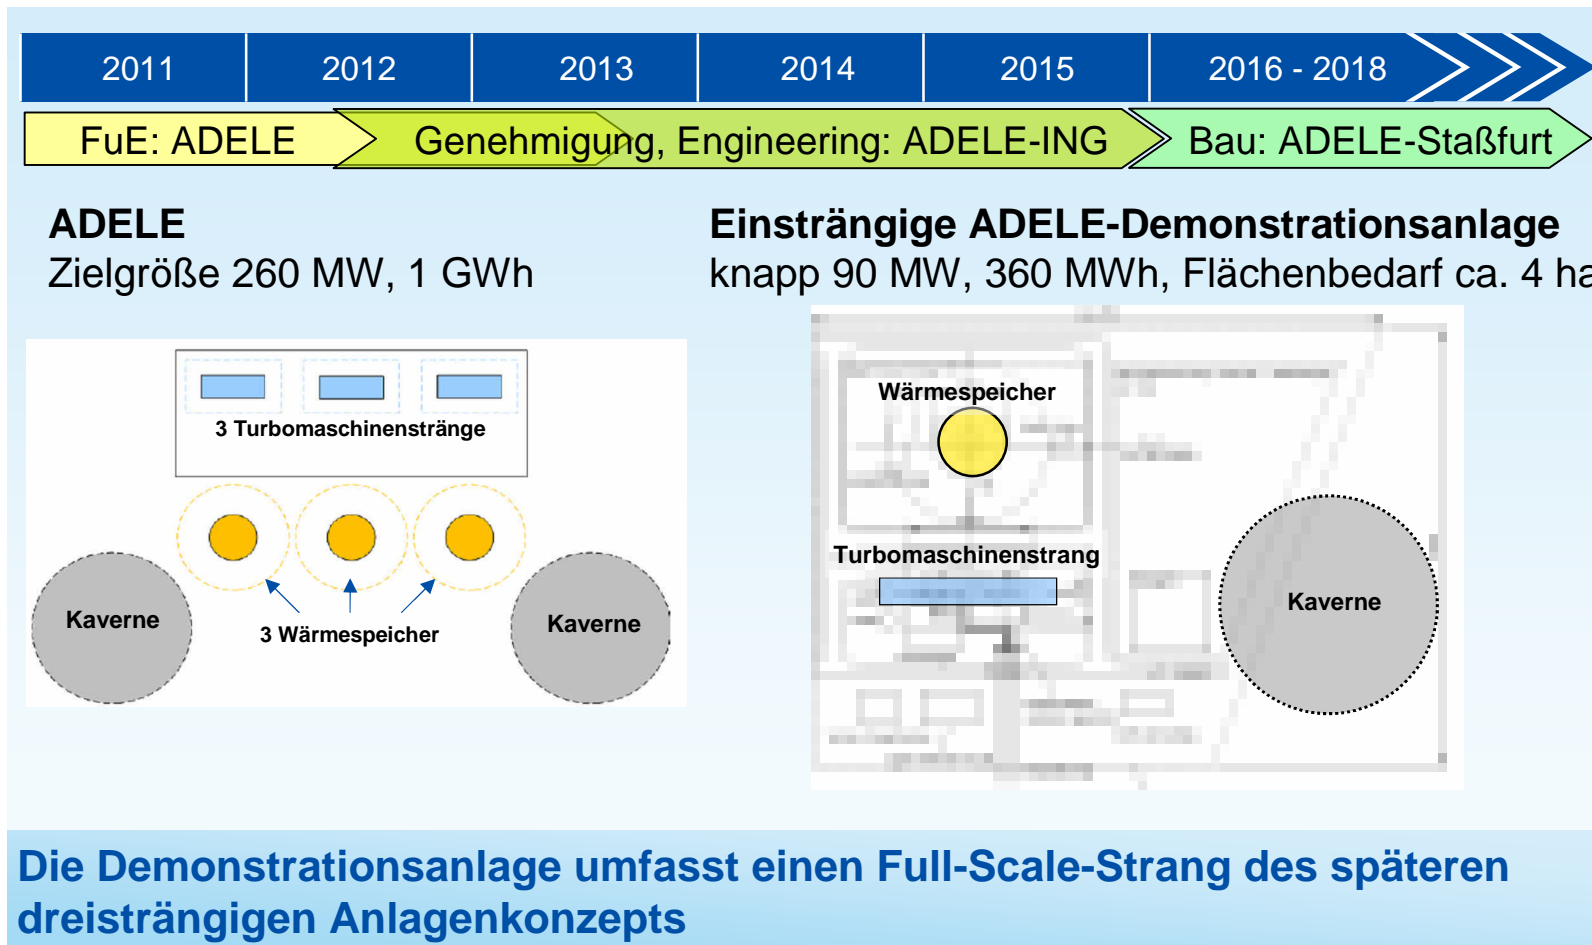 2011 2012 2013 2014 2015 2016 - 2018
FuE: ADELE Genehmigung, Engineering: ADELE-ING Bau: ADELE-Staßfurt
ADELE
Zielgröße 260 MW, 1 GWh
3 Turbomaschinenstränge
Kaverne
3 Wärmespeicher
Kaverne
Einsträngige ADELE-Demonstrationsanlage
knapp 90 MW, 360 MWh, Flächenbedarf ca. 4 ha
Wärmespeicher
Turbomaschinenstrang
Kaverne
Die Demonstrationsanlage umfasst einen Full-Scale-Strang des späteren
dreisträngigen Anlagenkonzepts